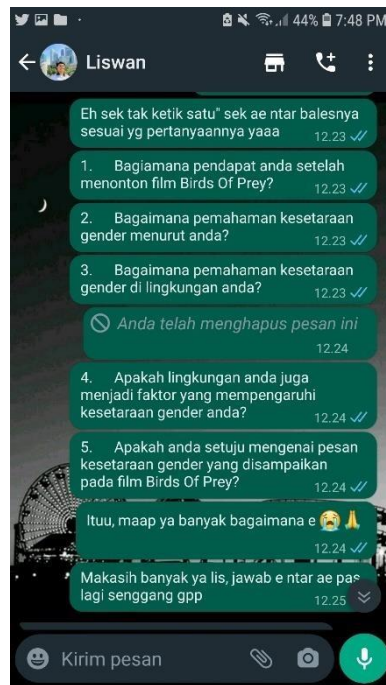 44% 7:48 PM
Liswan
Eh sek tak ketik satu" sek ae ntar balesnya
sesuai yg pertanyaannya yaaa
12.23
1. Bagiamana pendapat anda setelah
menonton film Birds Of Prey?
12.23
2. Bagaimana pemahaman kesetaraan
gender menurut anda?
12.23
3. Bagaimana pemahaman kesetaraan
gender di lingkungan anda?
12.23
Anda telah menghapus pesan ini
12.24
4. Apakah lingkungan anda juga
menjadi faktor yang mempengaruhi
kesetaraan gender anda?
12.24
5. Apakah anda setuju mengenai pesan
kesetaraan gender yang disampaikan
pada film Birds Of Prey?
12.24
Ituu, maap ya banyak bagaimana e 😭🙏
12.24
Makasih banyak ya lis, jawab e ntar ae pas
lagi senggang gpp
12.25
Kirim pesan